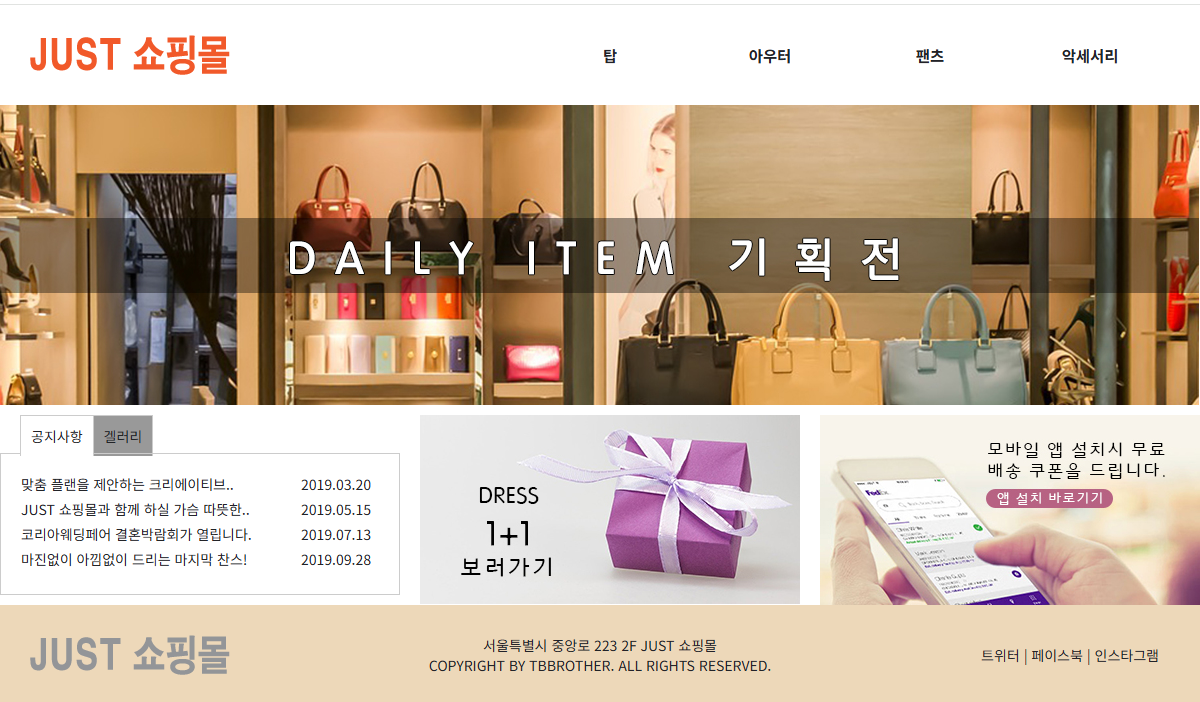 JUST 쇼핑몰
탑 아우터 팬츠 악세서리
DAILY ITEM 기획전
공지사항 겔러리
맞춤 플랜을 제안하는 크리에이티브.. 2019.03.20
JUST 쇼핑몰과 함께 하실 가슴 따뜻한.. 2019.05.15
코리아웨딩페어 결혼박람회가 열립니다. 2019.07.13
마진없이 아낌없이 드리는 마지막 찬스! 2019.09.28
DRESS
1+1
보러가기
모바일 앱 설치시 무료
배송 쿠폰을 드립니다.
앱 설치 바로기기
JUST 쇼핑몰
서울특별시 중앙로 223 2F JUST 쇼핑몰
COPYRIGHT BY TBBROTHER. ALL RIGHTS RESERVED.
트위터 | 페이스북 | 인스타그램